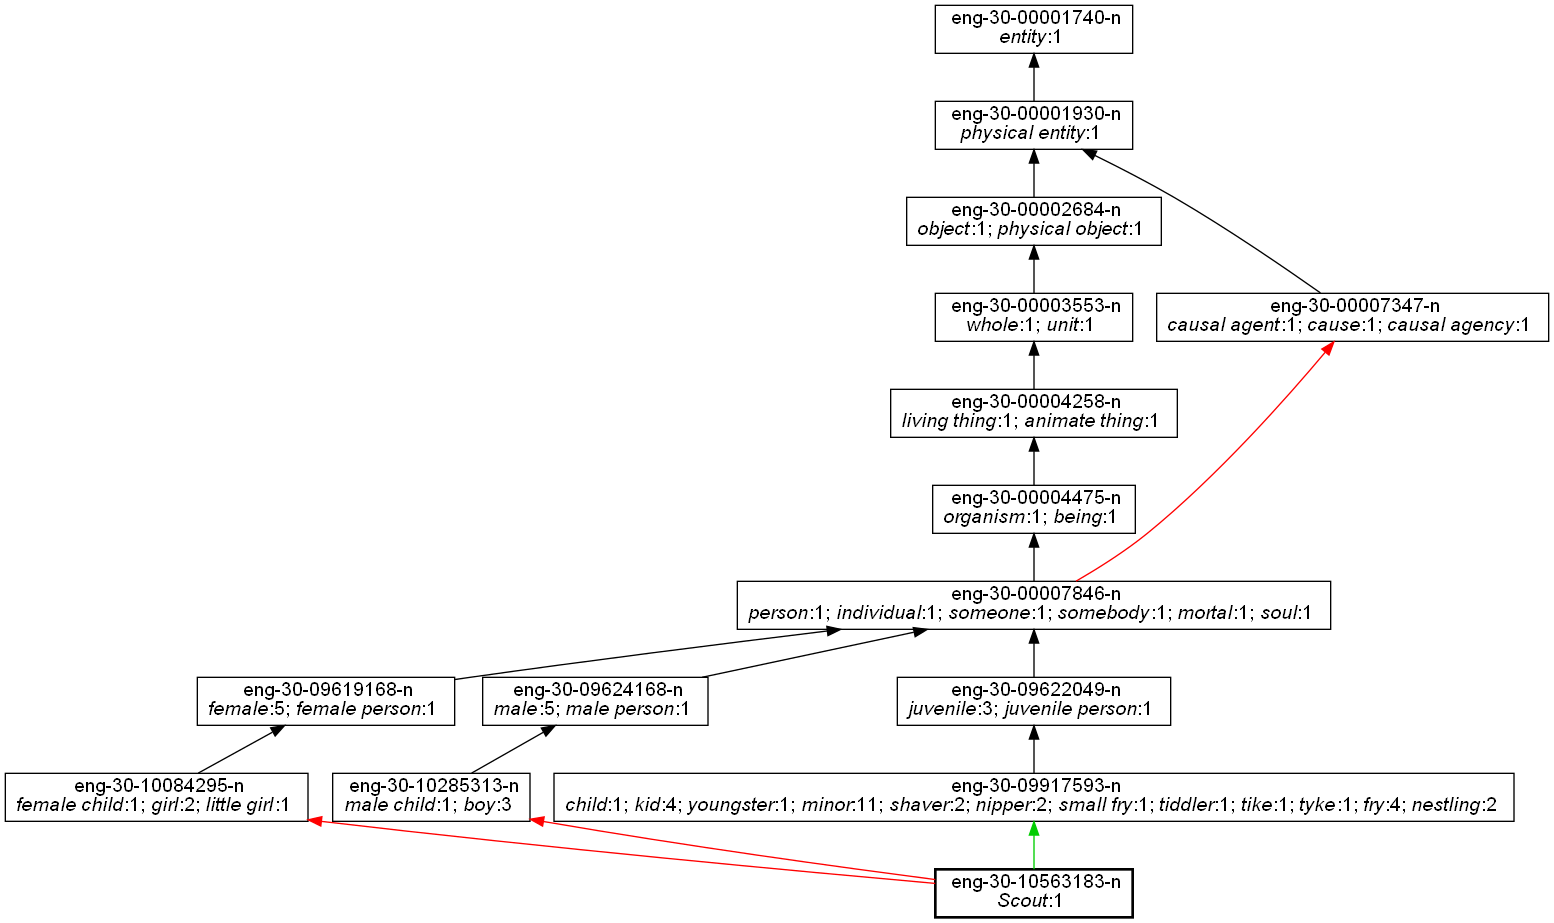 eng-30-00001740-n
entity:1
eng-30-00001930-n
physical entity:1
eng-30-00002684-n
object:1; physical object:1
eng-30-00003553-n
whole:1; unit:1
eng-30-00007347-n
causal agent:1; cause:1; causal agency:1
eng-30-00004258-n
living thing:1; animate thing:1
eng-30-00004475-n
organism:1; being:1
eng-30-00007846-n
person:1; individual:1; someone:1; somebody:1; mortal:1; soul:1
eng-30-09619168-n
female:5; female person:1
eng-30-09624168-n
male:5; male person:1
eng-30-09622049-n
juvenile:3; juvenile person:1
eng-30-10084295-n
female child:1; girl:2; little girl:1
eng-30-10285313-n
male child:1; boy:3
eng-30-09917593-n
child:1; kid:4; youngster:1; minor:11; shaver:2; nipper:2; small fry:1; tiddler:1; tike:1; tyke:1; fry:4; nestling:2
eng-30-10563183-n
Scout:1